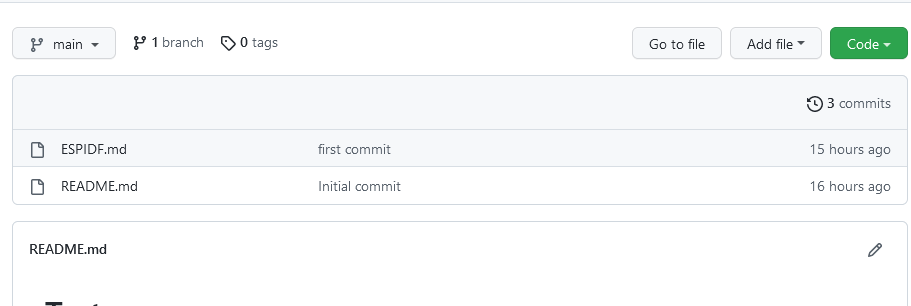 main 1 branch 0 tags Go to file Add file Code
3 commits
ESPIDF.md first commit 15 hours ago
README.md Initial commit 16 hours ago
README.md